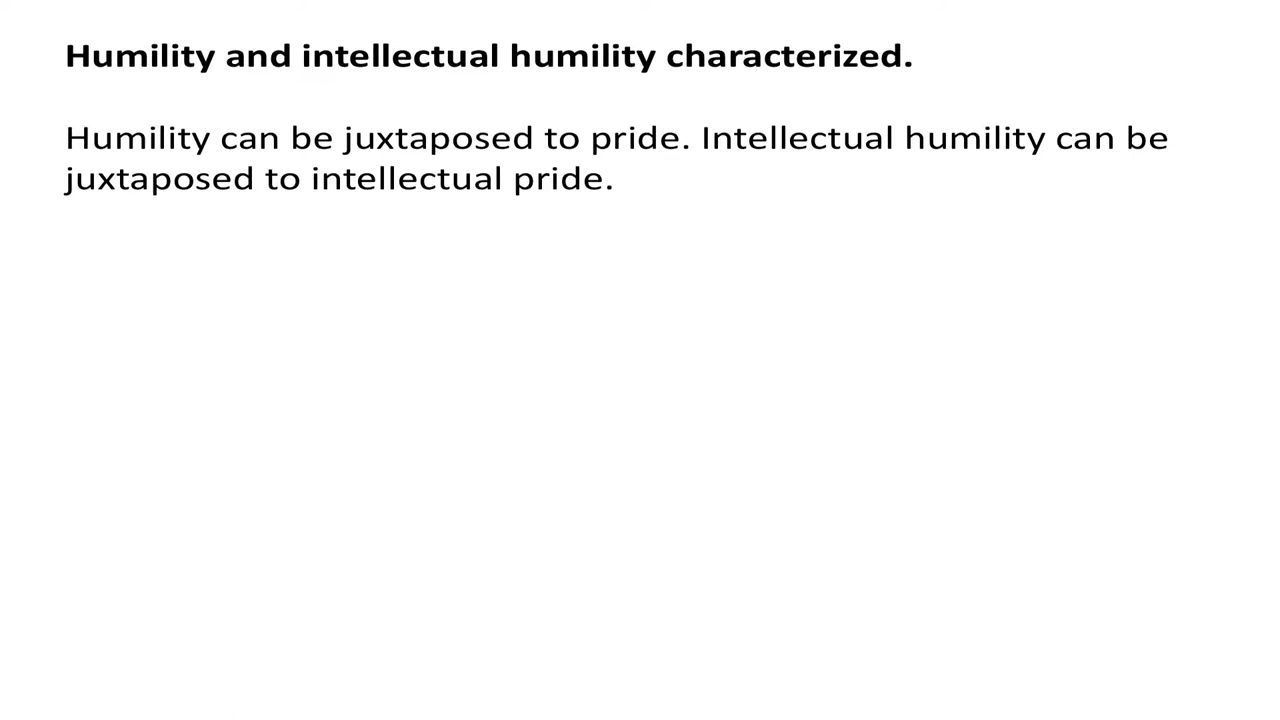 Humility and intellectual humility characterized.
Humility can be juxtaposed to pride. Intellectual humility can be
juxtaposed to intellectual pride.